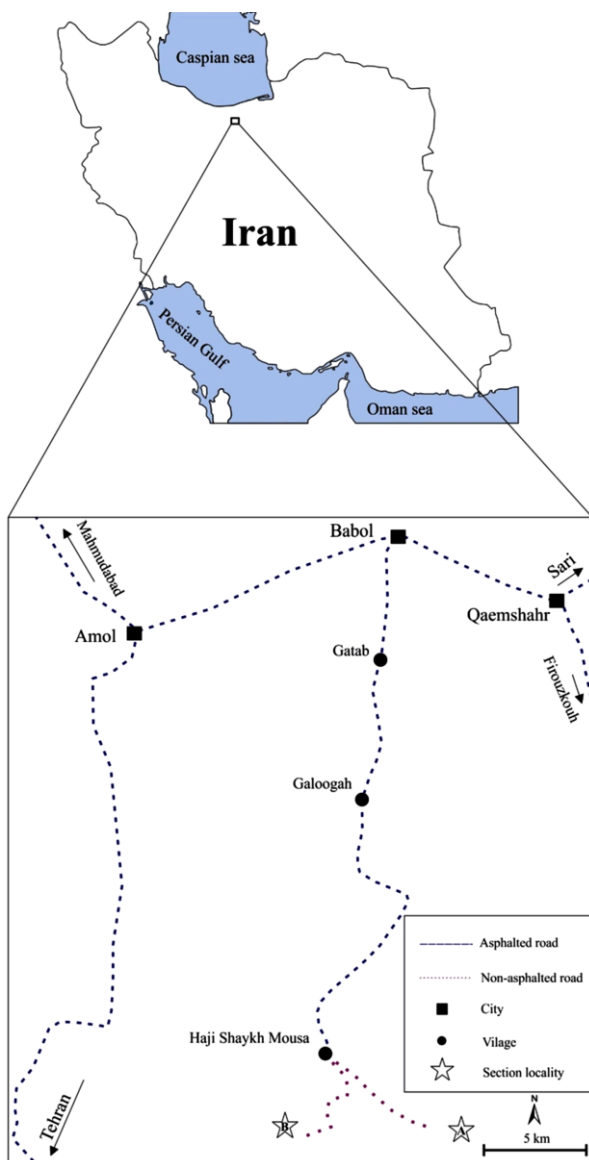 Caspian sea
Iran
Persian Gulf
Oman sea
Mahmudabad
Babol
Sari
Amol
Qaemshahr
Gatab
Firouzkouh
Galoogah
Asphalted road
Non-asphalted road
City
Vilage
Section locality
Haji Shaykh Mousa
Tehran
B
A
N
5 km